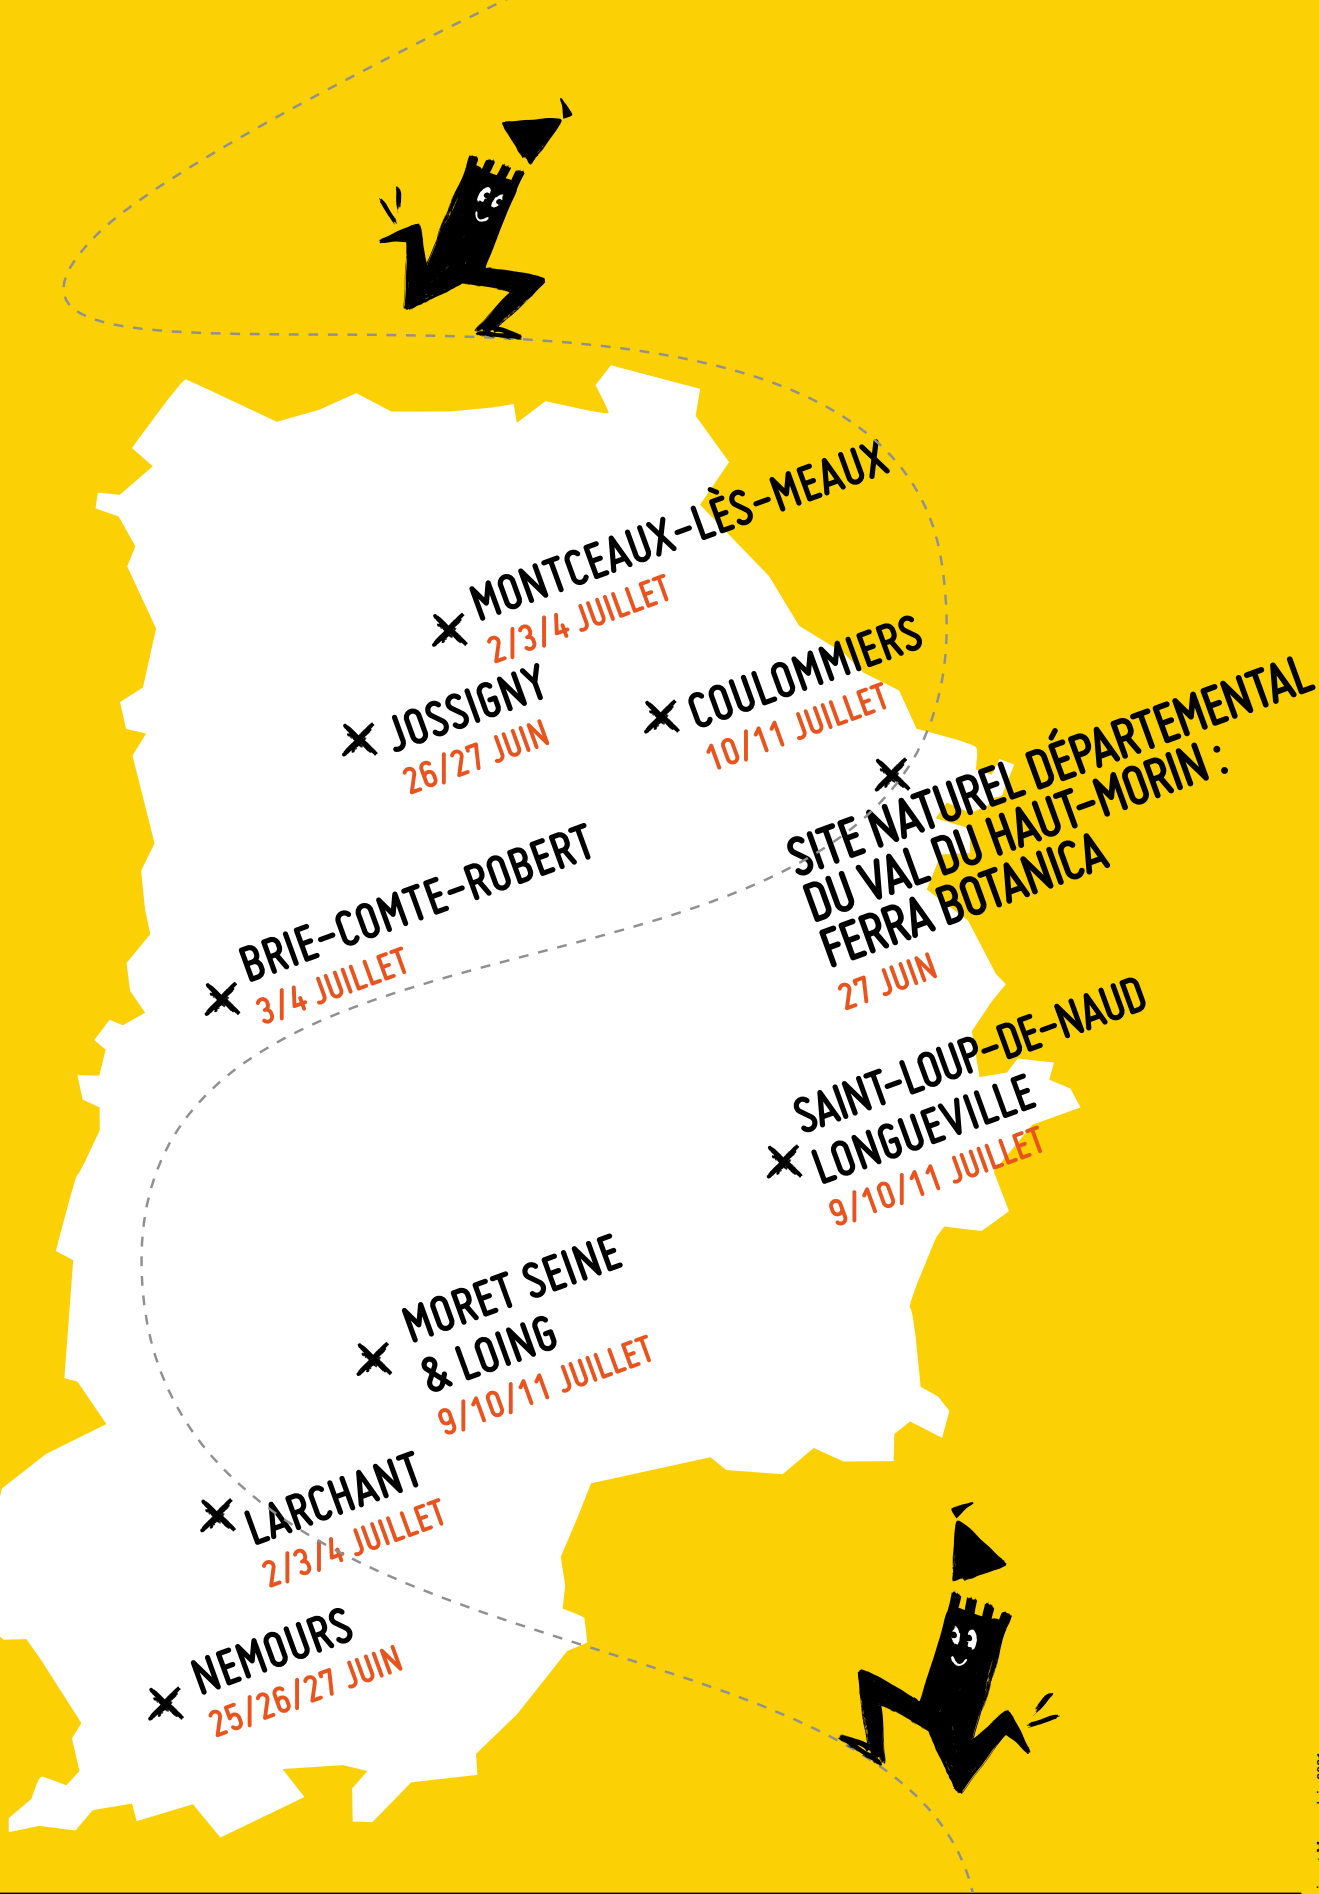 MONTCEAUX-LÈS-MEAUX
2/3/4 JUILLET
JOSSIGNY
26/27 JUIN
COULOMMIERS
10/11 JUILLET
SITE NATUREL DÉPARTEMENTAL
DU VAL DU HAUT-MORIN :
FERRA BOTANICA
27 JUIN
BRIE-COMTE-ROBERT
3/4 JUILLET
SAINT-LOUP-DE-NAUD
LONGUEVILLE
9/10/11 JUILLET
MORET SEINE
& LOING
9/10/11 JUILLET
LARCHANT
2/3/4 JUILLET
NEMOURS
25/26/27 JUIN